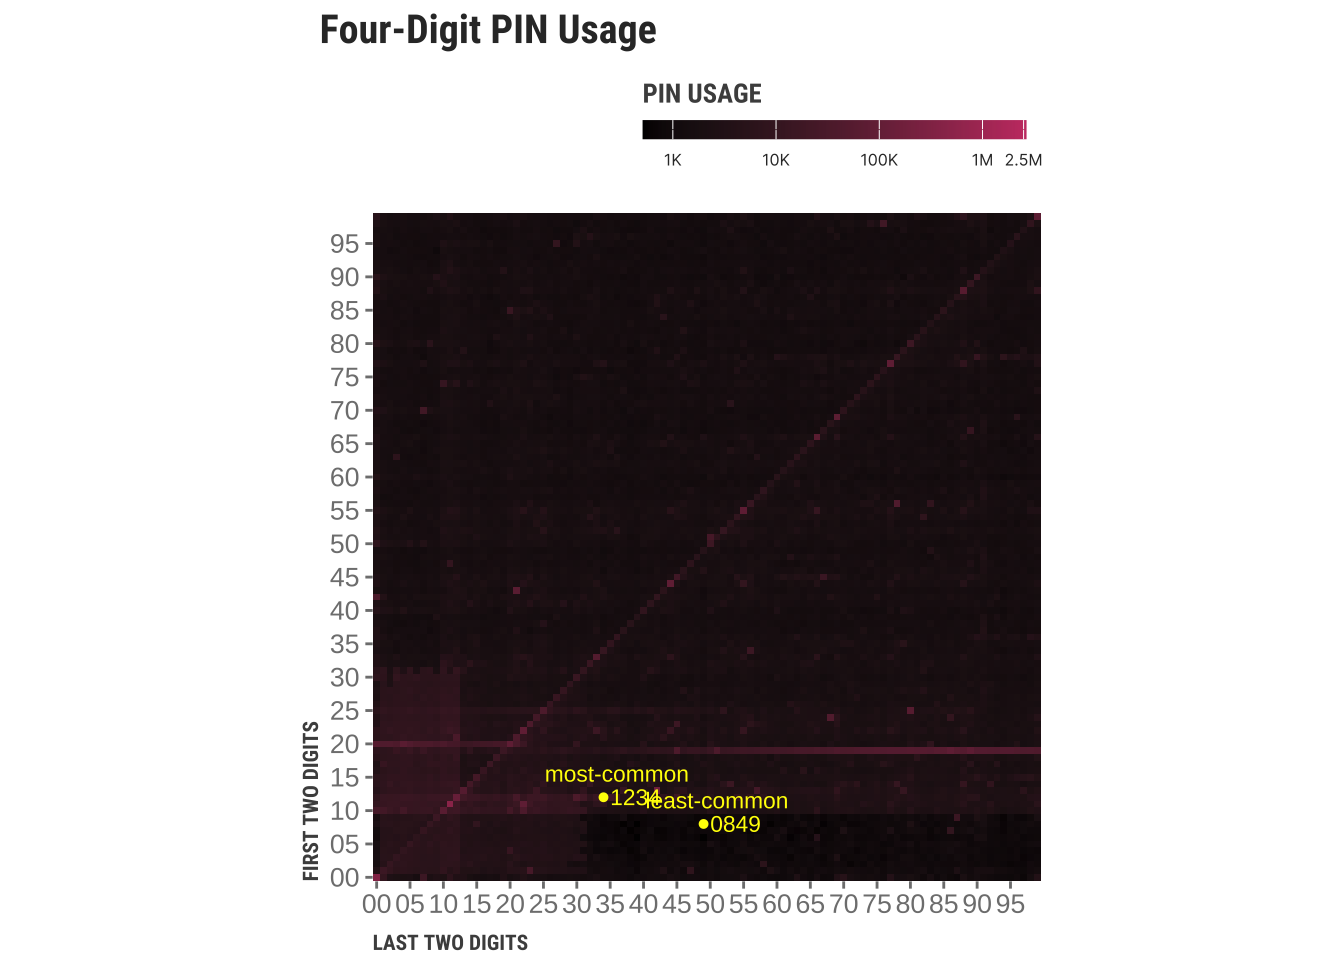 Four-Digit PIN Usage
PIN USAGE
1K 10K 100K 1M 2.5M
95
90
85
80
75
70
65
60
55
50
45
40
35
30
25
20
15
10
05
00
FIRST TWO DIGITS
most-common
1234
least-common
0849
00 05 10 15 20 25 30 35 40 45 50 55 60 65 70 75 80 85 90 95
LAST TWO DIGITS